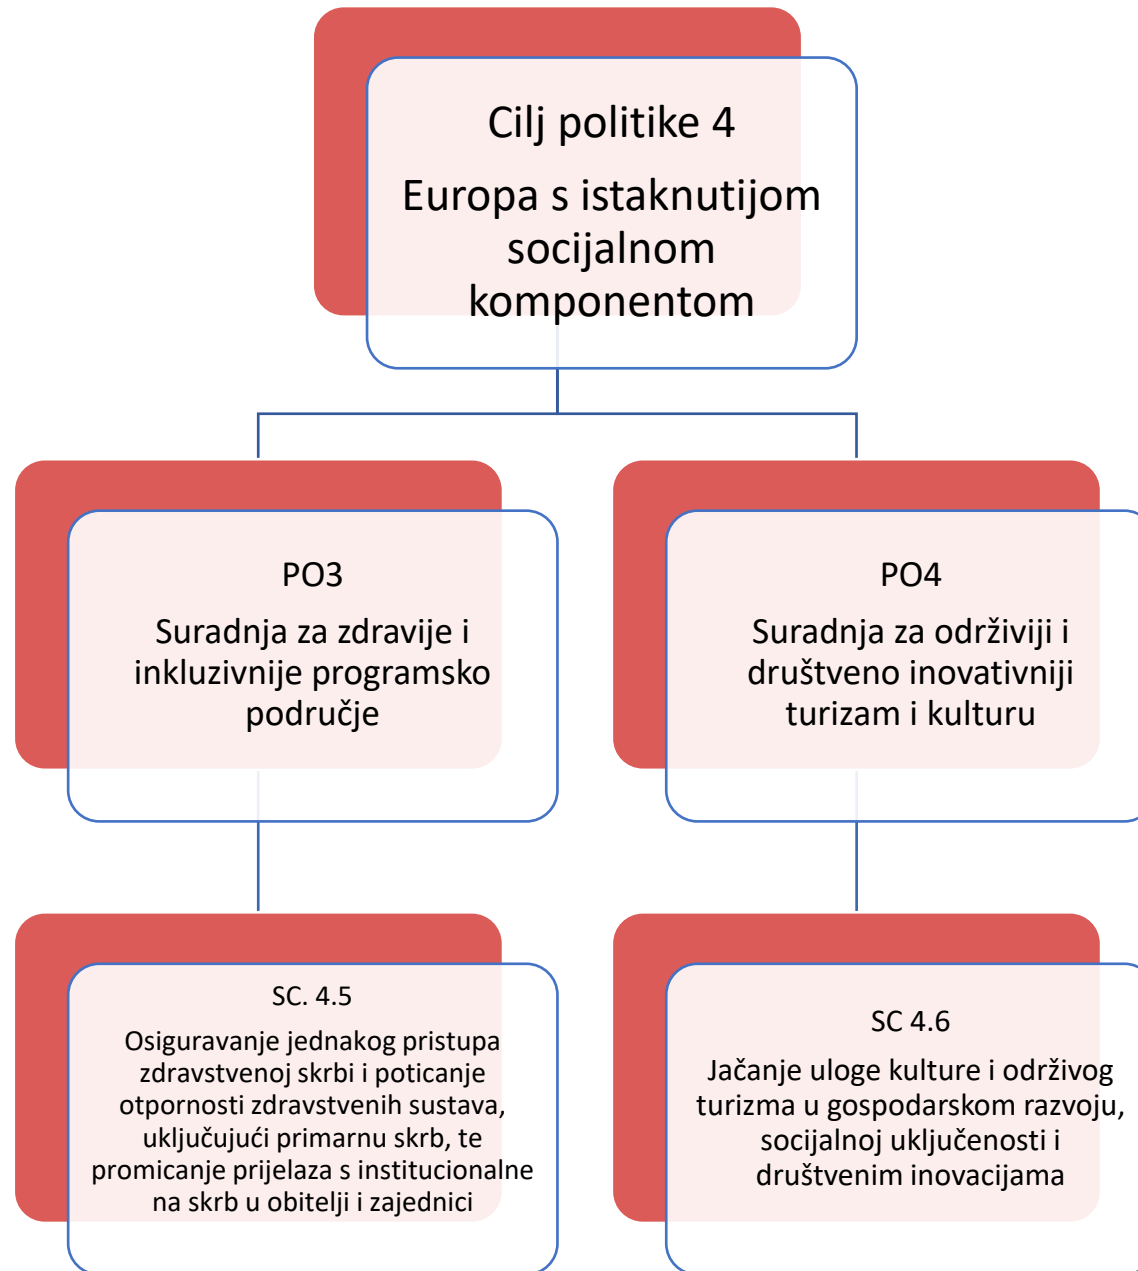 Cilj politike 4
Europa s istaknutijom
socijalnom
komponentom
PO3
Suradnja za zdravije i
inkluzivnije programsko
područje
PO4
Suradnja za održiviji i
društveno inovativniji
turizam i kulturu
SC. 4.5
Osiguravanje jednakog pristupa
zdravstvenoj skrbi i poticanje
otpornosti zdravstvenih sustava,
uključujući primarnu skrb, te
promicanje prijelaza s institucionalne
na skrb u obitelji i zajednici
SC 4.6
Jačanje uloge kulture i održivog
turizma u gospodarskom razvoju,
socijalnoj uključenosti i
društvenim inovacijama